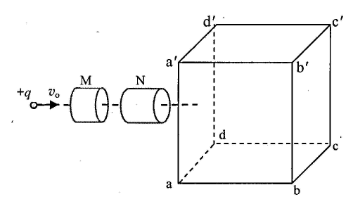 d′ c′
a′ b′
M N
+q v₀
d c
a b